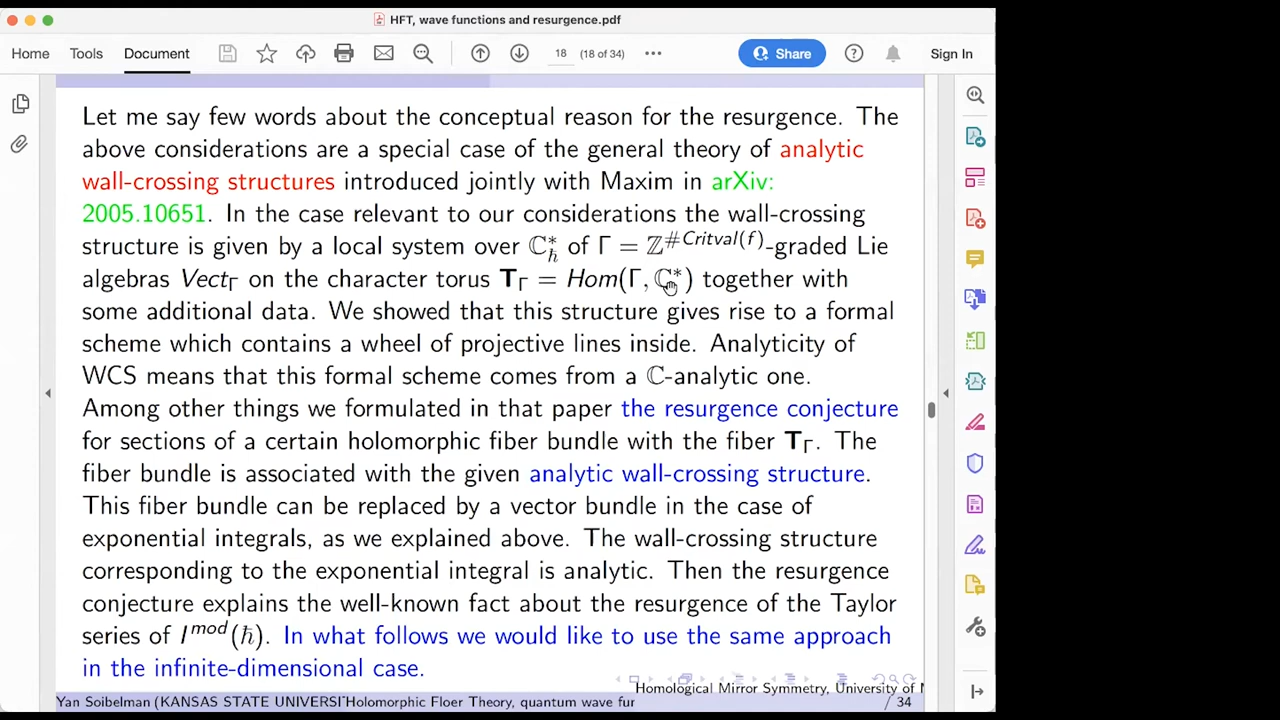 HFT, wave functions and resurgence.pdf
Home Tools Document 18 (18 of 34) Share Sign In
Let me say few words about the conceptual reason for the resurgence. The
above considerations are a special case of the general theory of analytic
wall-crossing structures introduced jointly with Maxim in arXiv:
2005.10651. In the case relevant to our considerations the wall-crossing
structure is given by a local system over ℂ*_ℏ of Γ = ℤ^{#Critval(f)}-graded Lie
algebras Vect_Γ on the character torus T_Γ = Hom(Γ, ℂ*) together with
some additional data. We showed that this structure gives rise to a formal
scheme which contains a wheel of projective lines inside. Analyticity of
WCS means that this formal scheme comes from a ℂ-analytic one.
Among other things we formulated in that paper the resurgence conjecture
for sections of a certain holomorphic fiber bundle with the fiber T_Γ. The
fiber bundle is associated with the given analytic wall-crossing structure.
This fiber bundle can be replaced by a vector bundle in the case of
exponential integrals, as we explained above. The wall-crossing structure
corresponding to the exponential integral is analytic. Then the resurgence
conjecture explains the well-known fact about the resurgence of the Taylor
series of I^{mod}(ℏ). In what follows we would like to use the same approach
in the infinite-dimensional case.
Homological Mirror Symmetry, University of
Yan Soibelman (KANSAS STATE UNIVERSI Holomorphic Floer Theory, quantum wave fur / 34